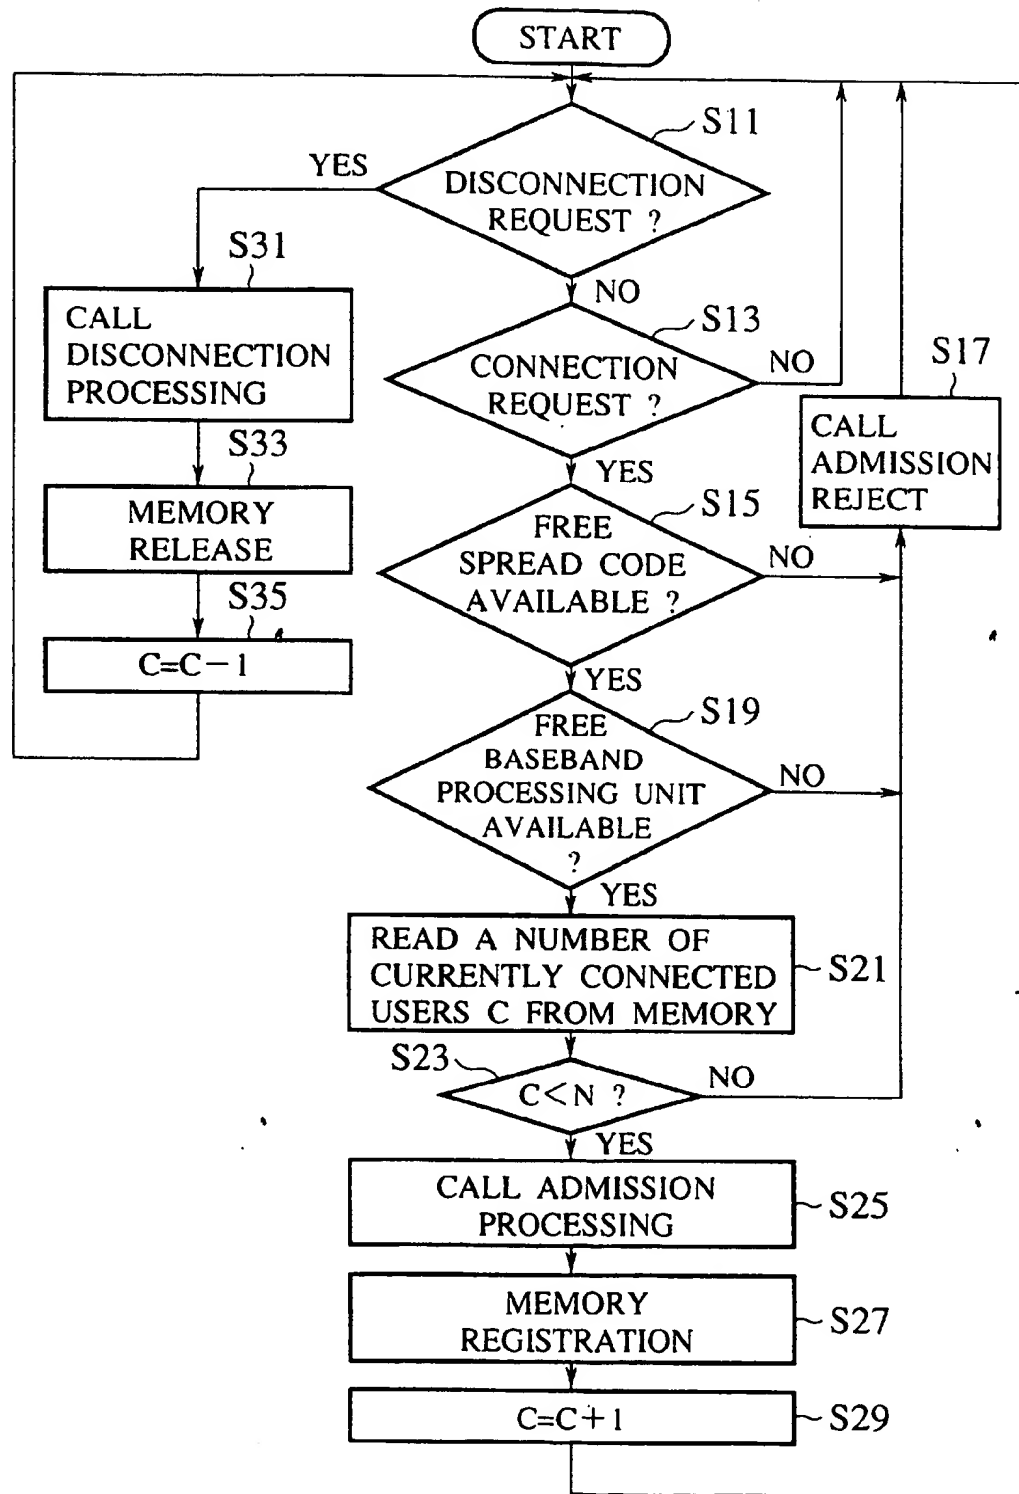 START
S11
YES
DISCONNECTION
REQUEST ?
S31
NO
CALL
DISCONNECTION
PROCESSING
S13
CONNECTION
REQUEST ?
NO
S17
CALL
ADMISSION
REJECT
S33
YES
MEMORY
RELEASE
S15
FREE
SPREAD CODE
AVAILABLE ?
NO
S35
C=C-1
YES
S19
FREE
BASEBAND
PROCESSING UNIT
AVAILABLE
?
NO
YES
READ A NUMBER OF
CURRENTLY CONNECTED
USERS C FROM MEMORY
S21
S23
C<N ?
NO
YES
CALL ADMISSION
PROCESSING
S25
MEMORY
REGISTRATION
S27
C=C+1
S29